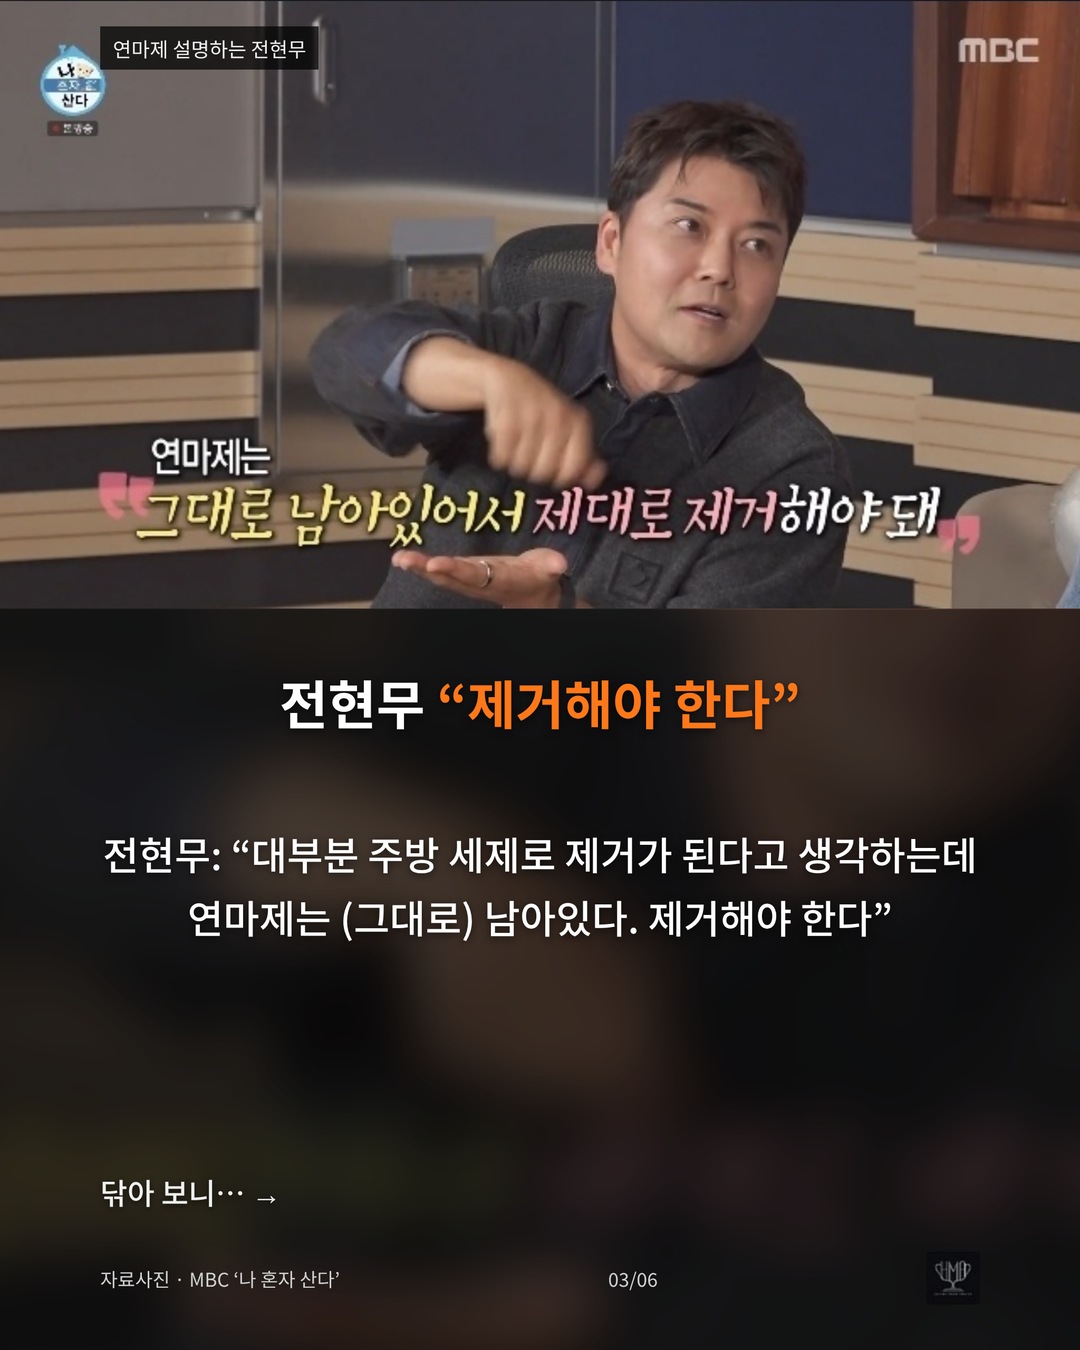 연마제 설명하는 전현무
MBC
나
혼자
산다
연마제는
“그대로 남아있어서 제대로 제거해야 돼”
전현무 “제거해야 한다”
전현무: “대부분 주방 세제로 제거가 된다고 생각하는데
연마제는 (그대로) 남아있다. 제거해야 한다”
닦아 보니… →
자료사진 · MBC ‘나 혼자 산다’
03/06